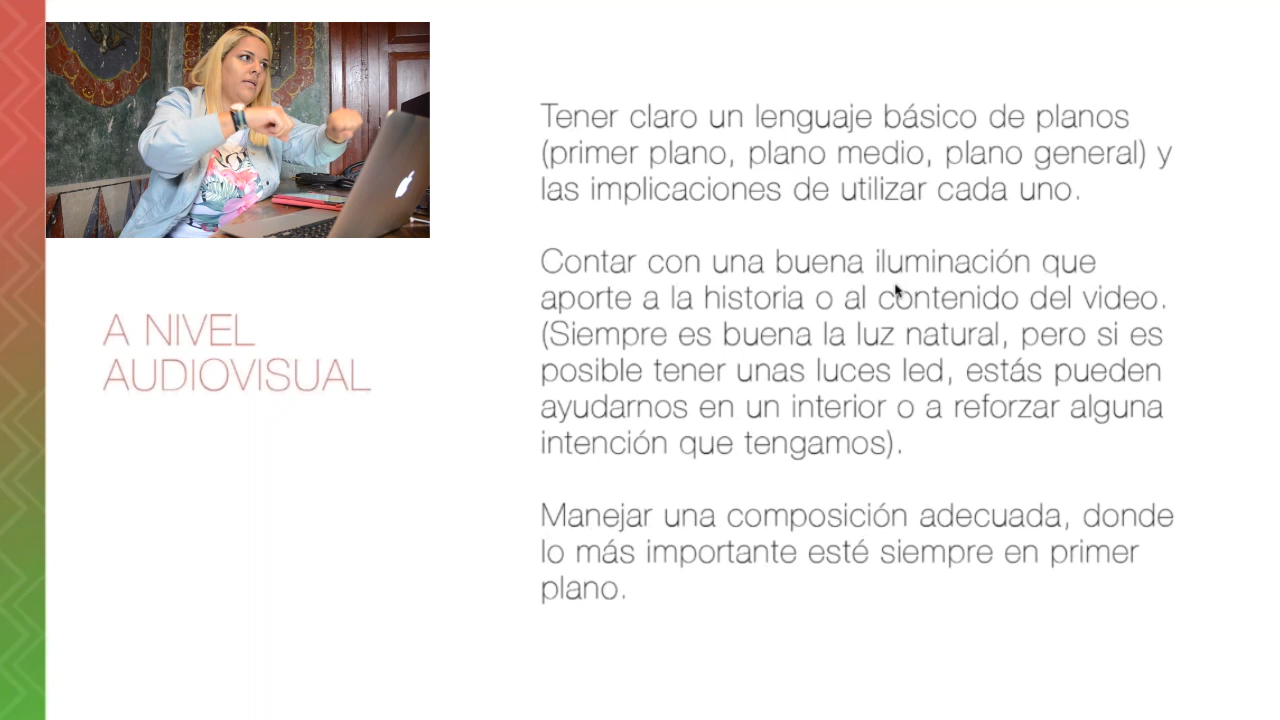 A NIVEL
AUDIOVISUAL
Tener claro un lenguaje básico de planos
(primer plano, plano medio, plano general) y
las implicaciones de utilizar cada uno.
Contar con una buena iluminación que
aporte a la historia o al contenido del video.
(Siempre es buena la luz natural, pero si es
posible tener unas luces led, estás pueden
ayudarnos en un interior o a reforzar alguna
intención que tengamos).
Manejar una composición adecuada, donde
lo más importante esté siempre en primer
plano.